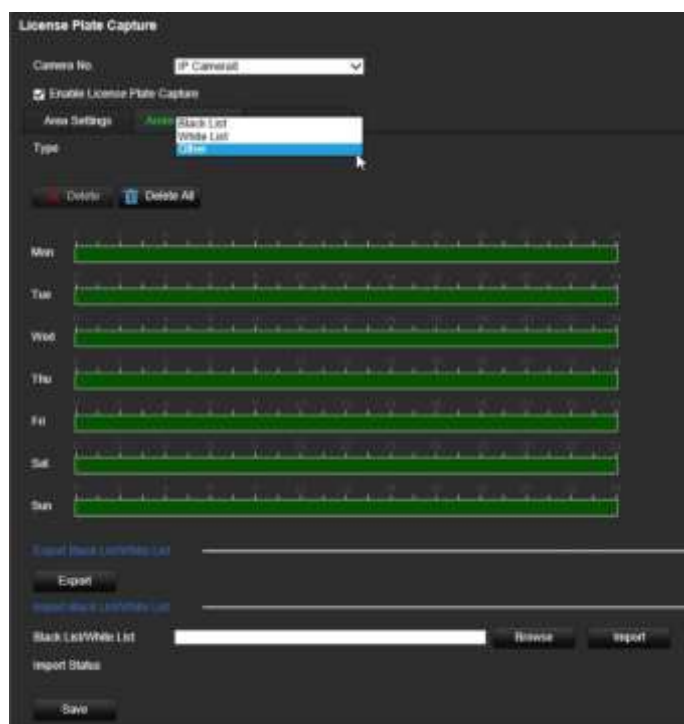 License Plate Capture
Camera No. IP Camera8
Enable License Plate Capture
Area Settings
Black List
White List
Type Other
Delete Delete All
Mon
Tue
Wed
Thu
Fri
Sat
Sun
Export Black List/White List
Export
Import Black List/White List
Black List/White List Browse Import
Import Status
Save